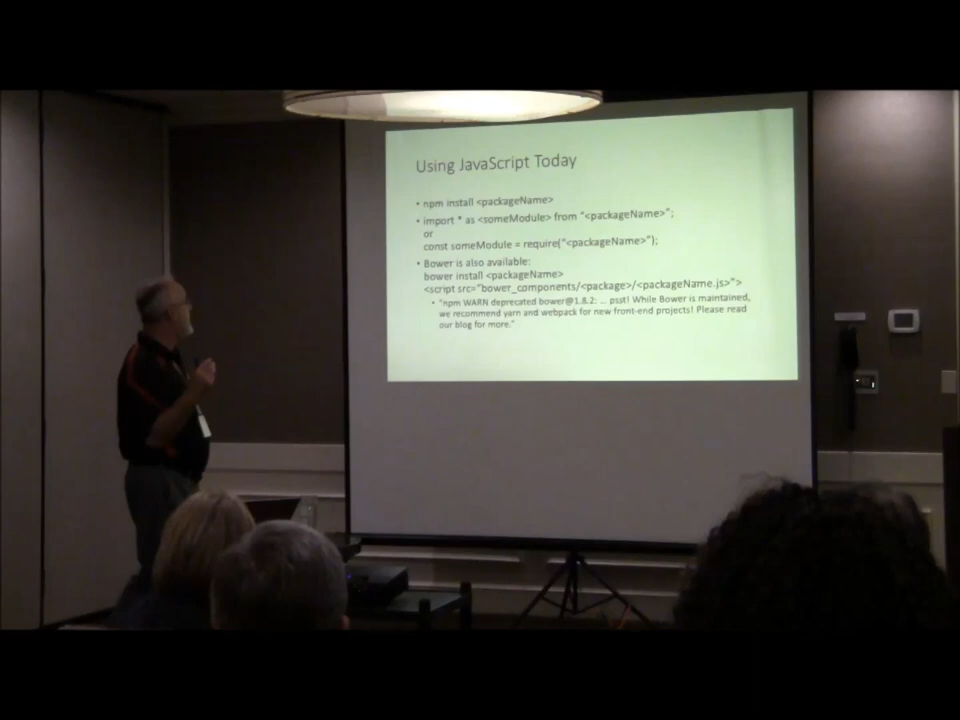 Using JavaScript Today
• npm install <packageName>
• import * as <someModule> from “<packageName>”;
or
const someModule = require(“<packageName>”);
• Bower is also available:
bower install <packageName>
<script src=”bower_components/<package>/<packageName.js>”>
• “npm WARN deprecated bower@1.8.2: ... psst! While Bower is maintained,
we recommend yarn and webpack for new front-end projects! Please read
our blog for more.”